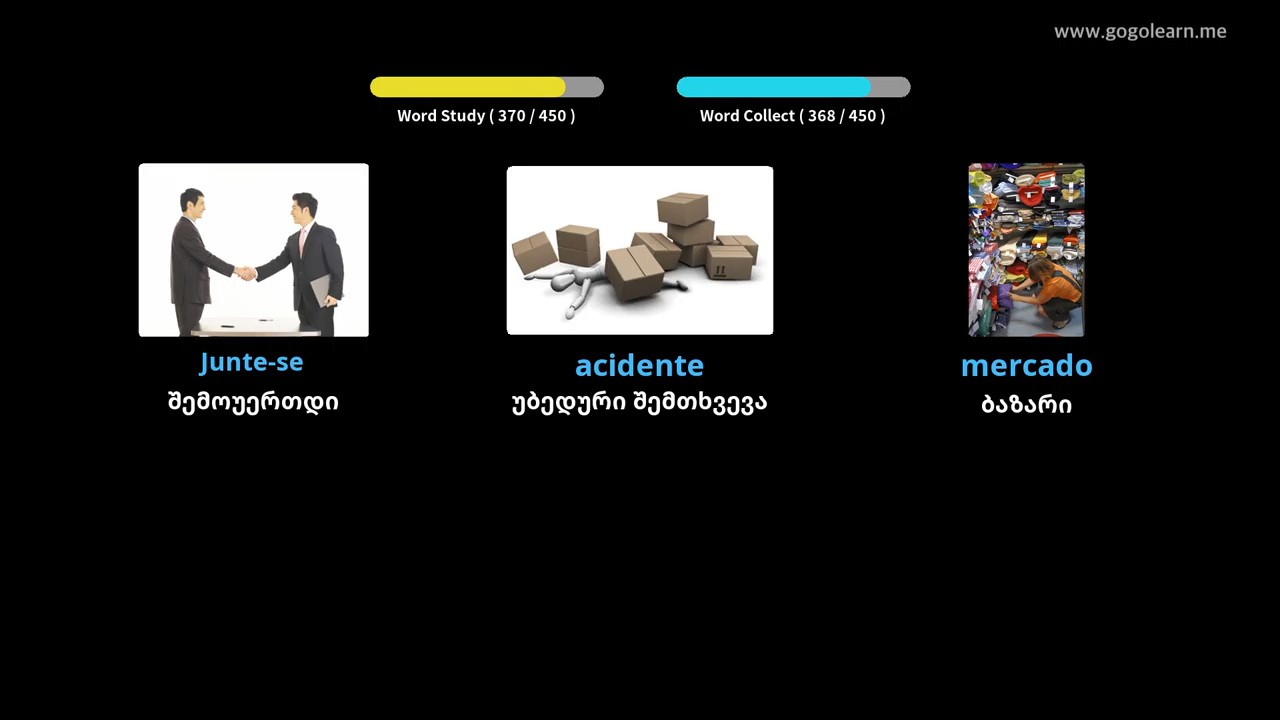 www.gogolearn.me
Word Study ( 370 / 450 )
Word Collect ( 368 / 450 )
Junte-se
შემოუერთდი
acidente
უბედური შემთხვევა
mercado
ბაზარი